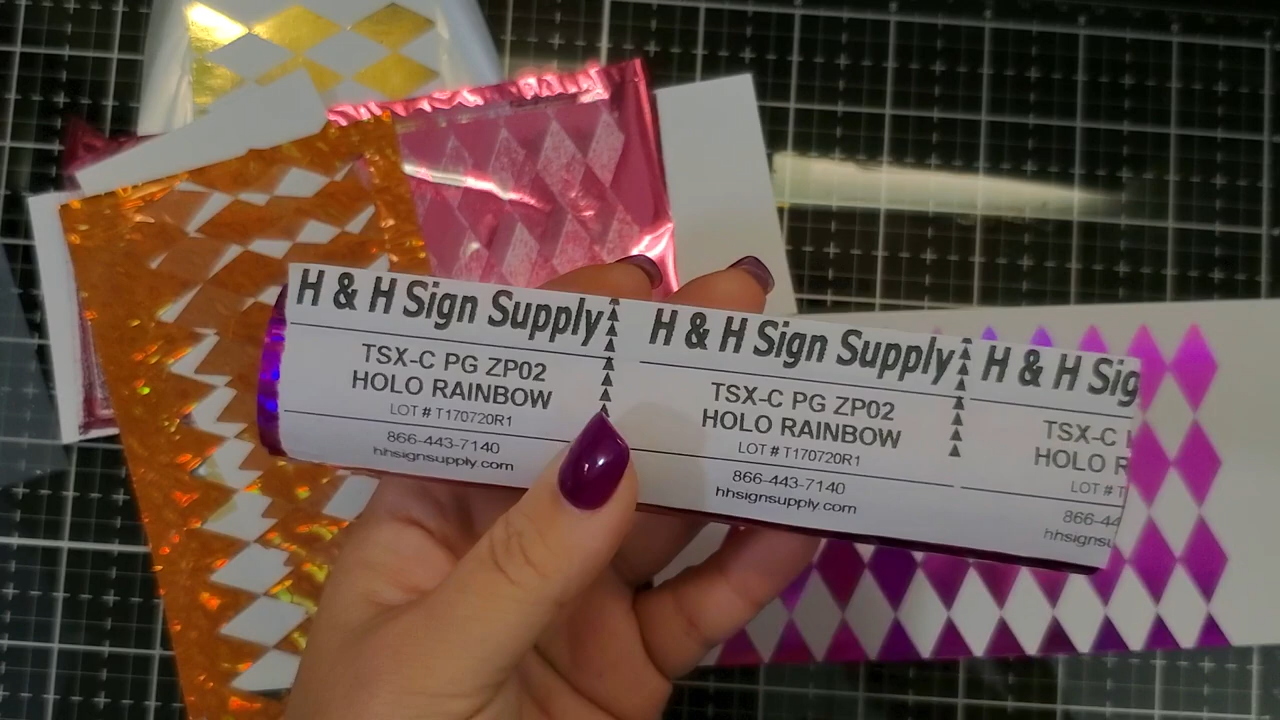 H & H Sign Supply
TSX-C PG ZP02
HOLO RAINBOW
LOT # T170720R1
866-443-7140
hhsignsupply.com
H & H Sign Supply
TSX-C PG ZP02
HOLO RAINBOW
LOT # T170720R1
866-443-7140
hhsignsupply.com
H & H Sig
TSX-C
HOLO R
LOT # T
866-44
hhsignsu